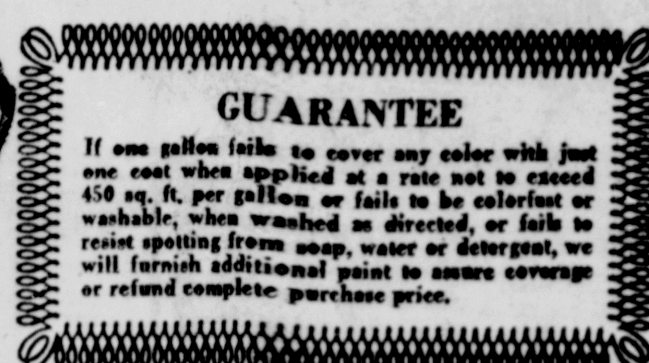 GUARANTEE
If one gallon fails to cover any color with just
one coat when applied at a rate not to exceed
450 sq. ft. per gallon or fails to be colorfast or
washable, when washed as directed, or fails to
resist spotting from soap, water or detergent, we
will furnish additional paint to assure coverage
or refund complete purchase price.